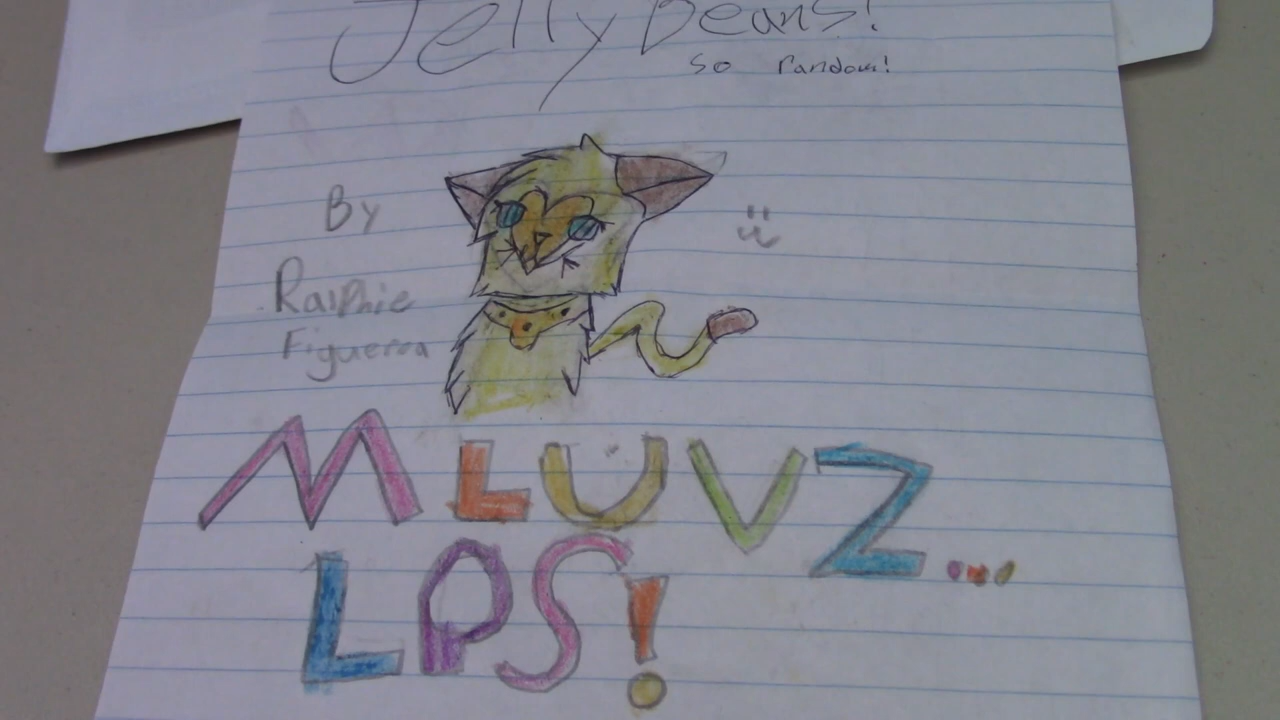 Jelly Beans!
so random!
By
Ralphie
Figueroa
M LUVZ...
LPS!